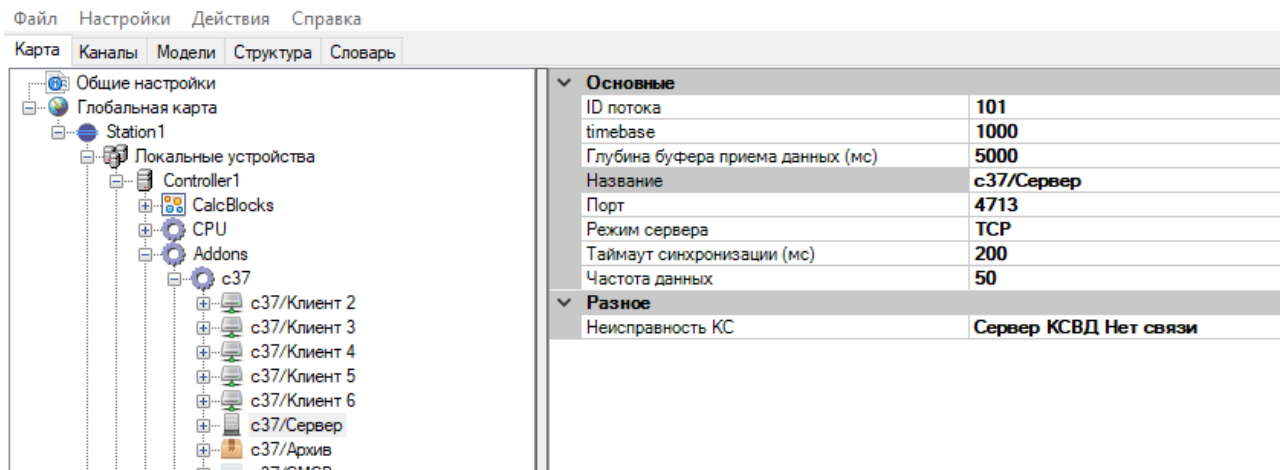 Файл Настройки Действия Справка
Карта Каналы Модели Структура Словарь
Общие настройки
Глобальная карта
Station1
Локальные устройства
Controller1
CalcBlocks
CPU
Addons
c37
c37/Клиент 2
c37/Клиент 3
c37/Клиент 4
c37/Клиент 5
c37/Клиент 6
c37/Сервер
c37/Архив
Основные
ID потока 101
timebase 1000
Глубина буфера приема данных (мс) 5000
Название c37/Сервер
Порт 4713
Режим сервера TCP
Таймаут синхронизации (мс) 200
Частота данных 50
Разное
Неисправность КС Сервер КСВД Нет связи